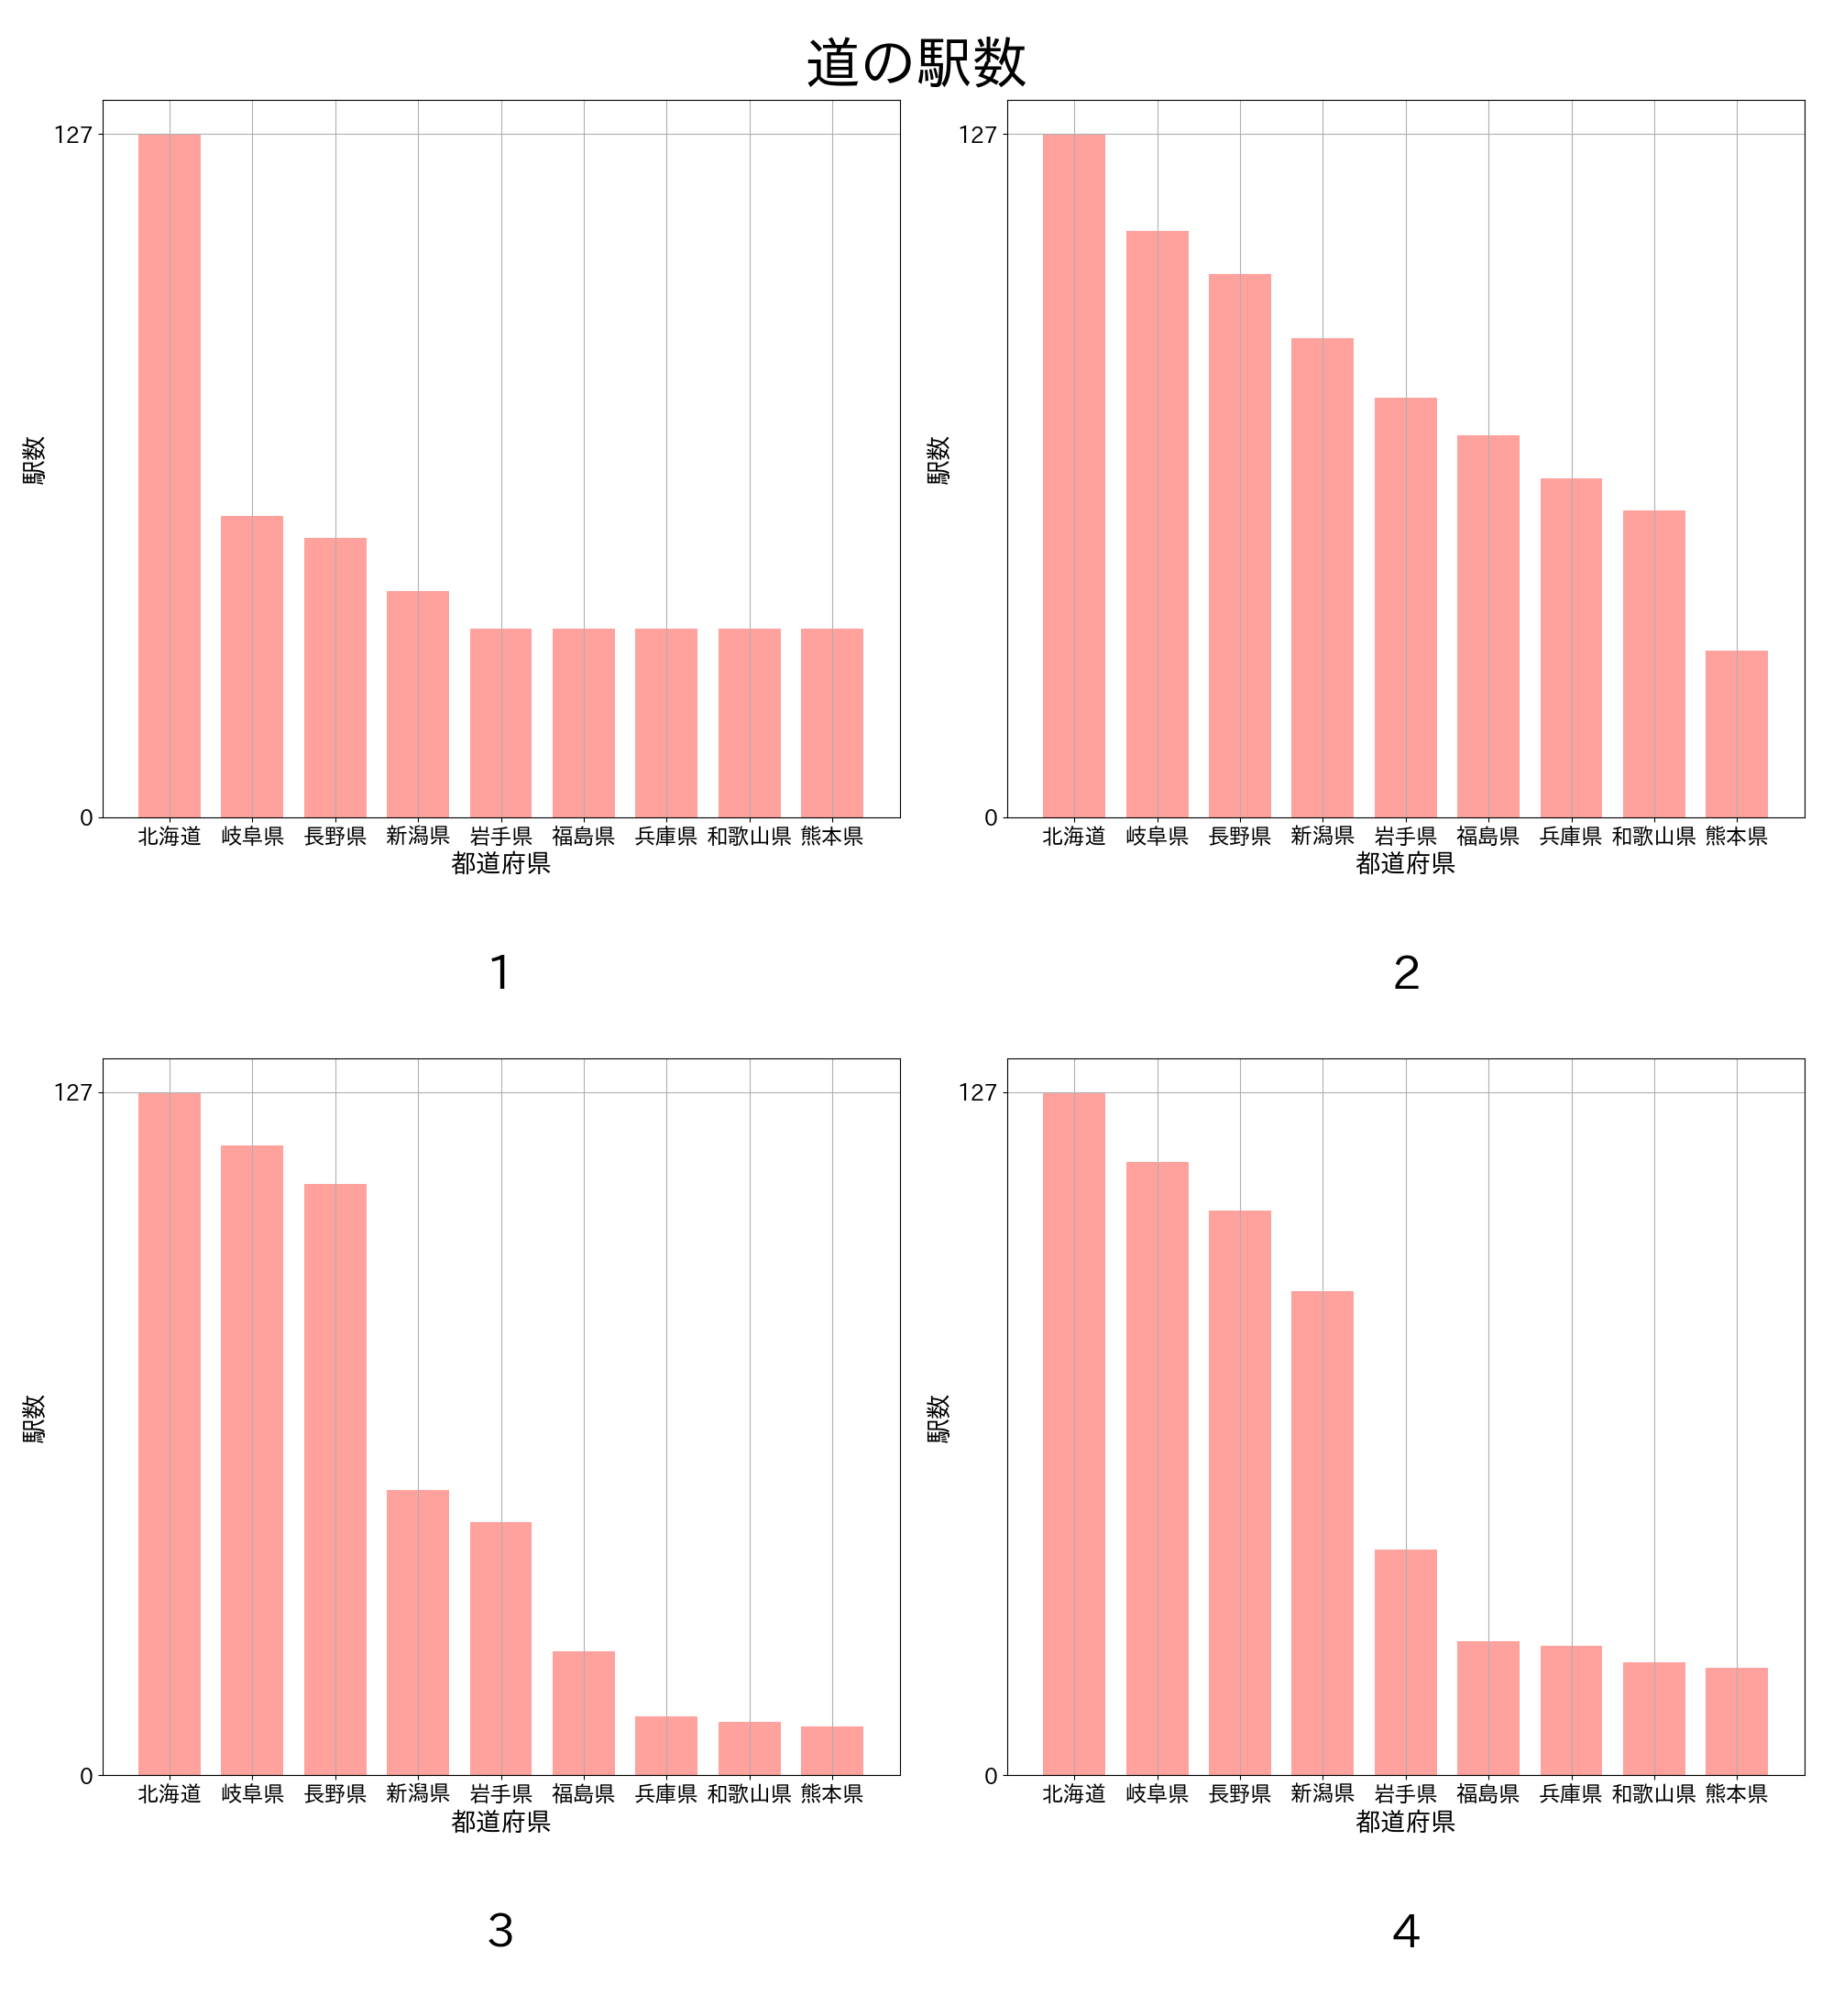 道の駅数
127
0
駅数
北海道 岐阜県 長野県 新潟県 岩手県 福島県 兵庫県 和歌山県 熊本県
都道府県
1
127
0
駅数
北海道 岐阜県 長野県 新潟県 岩手県 福島県 兵庫県 和歌山県 熊本県
都道府県
2
127
0
駅数
北海道 岐阜県 長野県 新潟県 岩手県 福島県 兵庫県 和歌山県 熊本県
都道府県
3
127
0
駅数
北海道 岐阜県 長野県 新潟県 岩手県 福島県 兵庫県 和歌山県 熊本県
都道府県
4